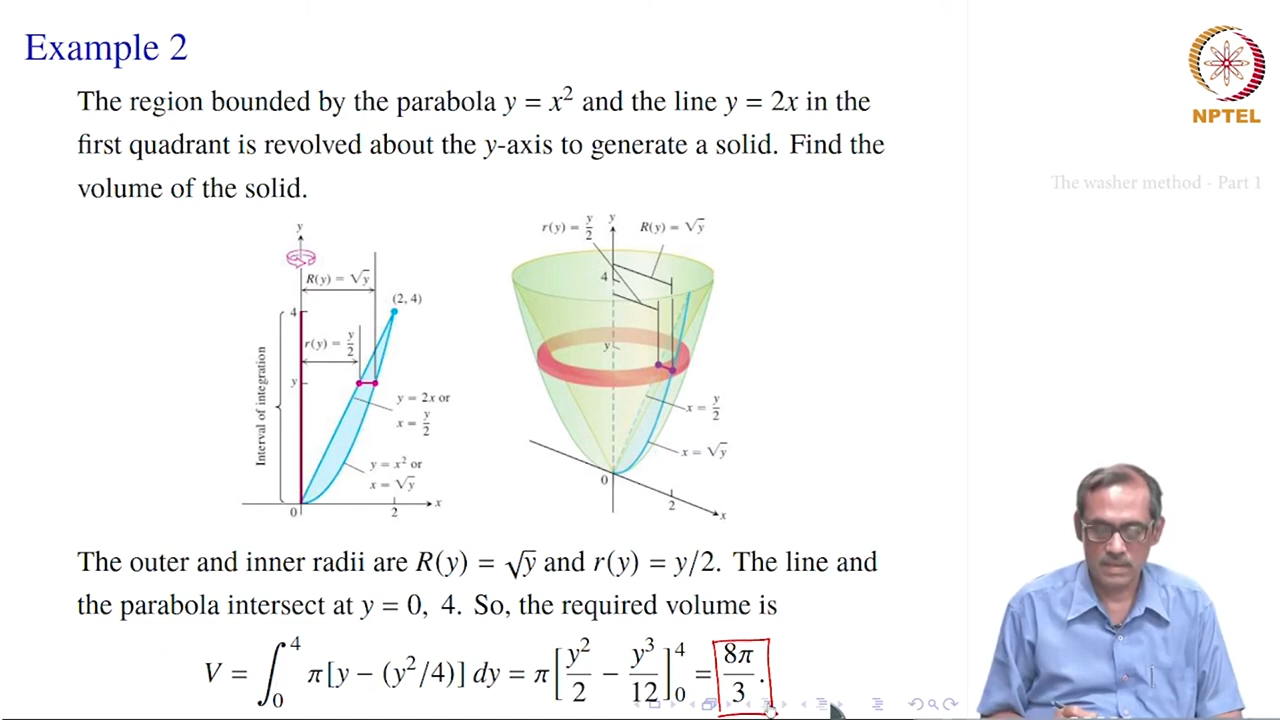 Example 2
NPTEL
The region bounded by the parabola y = x² and the line y = 2x in the
first quadrant is revolved about the y-axis to generate a solid. Find the
volume of the solid.
The washer method - Part 1
y
R(y) = √y
(2, 4)
4
r(y) = y/2
y
Interval of integration
y = 2x or
x = y/2
y = x² or
x = √y
0
2
x
r(y) = y/2
y
R(y) = √y
4
y
x = y/2
x = √y
0
2
x
The outer and inner radii are R(y) = √y and r(y) = y/2. The line and
the parabola intersect at y = 0, 4. So, the required volume is
V = ∫₀⁴ π[y − (y²/4)] dy = π[y²/2 − y³/12]₀⁴ = 8π/3.